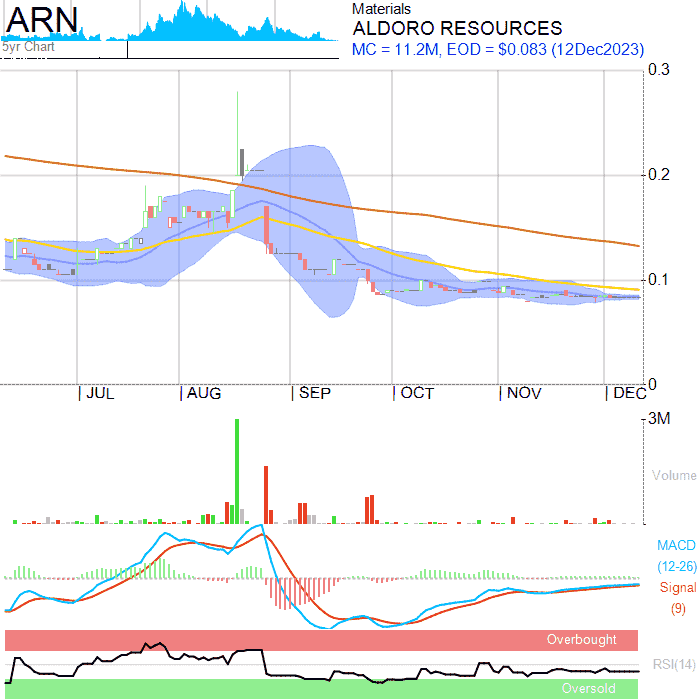 ARN
5yr Chart
Materials
ALDORO RESOURCES
MC = 11.2M, EOD = $0.083 (12Dec2023)
0.3
0.2
0.1
0
| JUL | AUG | SEP | OCT | NOV | DEC
3M
Volume
MACD
(12-26)
Signal
(9)
Overbought
RSI(14)
Oversold